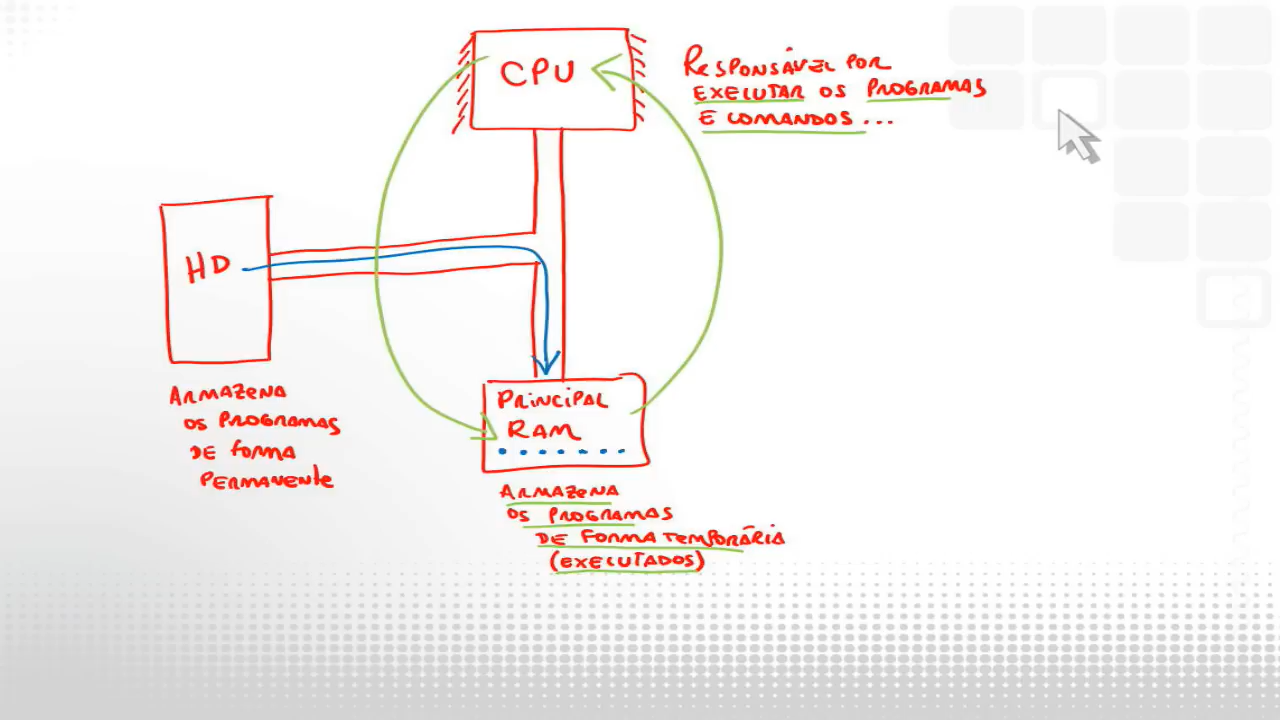 CPU
RESPONSÁVEL POR
EXECUTAR OS PROGRAMAS
E COMANDOS...
HD
ARMAZENA
OS PROGRAMAS
DE FORMA
PERMANENTE
PRINCIPAL
RAM
ARMAZENA
OS PROGRAMAS
DE FORMA TEMPORÁRIA
(EXECUTADOS)